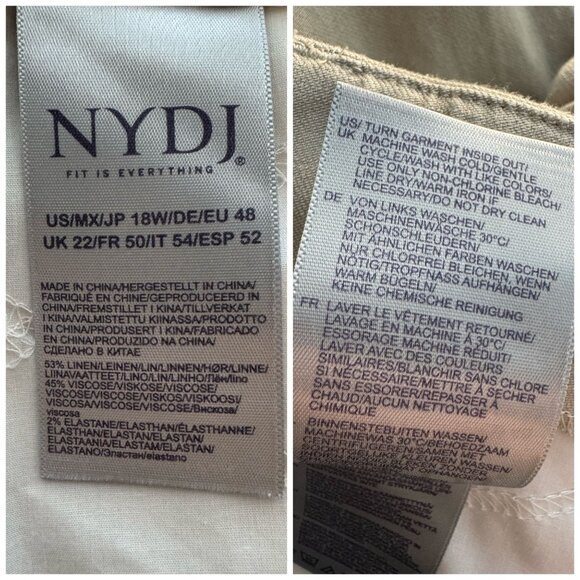 NYDJ®
FIT IS EVERYTHING
US/MX/JP 18W/DE/EU 48
UK 22/FR 50/IT 54/ESP 52
MADE IN CHINA/HERGESTELLT IN CHINA/
FABRIQUÉ EN CHINE/GEPRODUCEERD IN
CHINA/FREMSTILLET I KINA/TILLVERKAT
I KINA/VALMISTETTU KIINASSA/PRODOTTO
IN CHINA/PRODUSERT I KINA/FABRICADO
EN CHINA/PRODUZIDO NA CHINA/
СДЕЛАНО В КИТАЕ
53% LINEN/LEINEN/LIN/LINNEN/HØR/LINNE/
LIINAVAATTEET/LINO/LIN/LINHO/Лён/lino
45% VISCOSE/VISKOSE/VISCOSE/
VISCOSE/VISKOSE/VISKOS/VISKOOSI/
VISCOSA/VISKOSE/VISCOSE/Вискоза/
viscosa
2% ELASTANE/ELASTHAN/ÉLASTHANNE/
ELASTHAN/ELASTAN/ELASTAN/
ELASTAANIA/ELASTAM/ELASTAN/
ELASTANO/Эластан/elastano
US/ TURN GARMENT INSIDE OUT/
UK MACHINE WASH COLD/GENTLE
CYCLE/WASH WITH LIKE COLORS/
USE ONLY NON-CHLORINE BLEACH/
LINE DRY/WARM IRON IF
NECESSARY/DO NOT DRY CLEAN
DE VON LINKS WASCHEN/
MASCHINENWÄSCHE 30°C/
SCHONSCHLEUDERN/
MIT ÄHNLICHEN FARBEN WASCHEN/
NUR CHLORFREI BLEICHEN, WENN
NÖTIG/TROPFNASS AUFHÄNGEN/
WARM BÜGELN/
KEINE CHEMISCHE REINIGUNG
FR LAVER LE VÊTEMENT RETOURNÉ/
LAVAGE EN MACHINE À 30°C/
ESSORAGE MACHINE RÉDUIT/
LAVER AVEC DES COULEURS
SIMILAIRES/BLANCHIR SANS CHLORE
SI NÉCESSAIRE/METTRE À SÉCHER
SANS ESSORER/REPASSER À
CHAUD/AUCUN NETTOYAGE
CHIMIQUE
BINNENSTEBUITEN WASSEN/
MACHINEWAS 30°C/BEHOEDZAAM
CENTRIFUGEREN/SAMEN MET